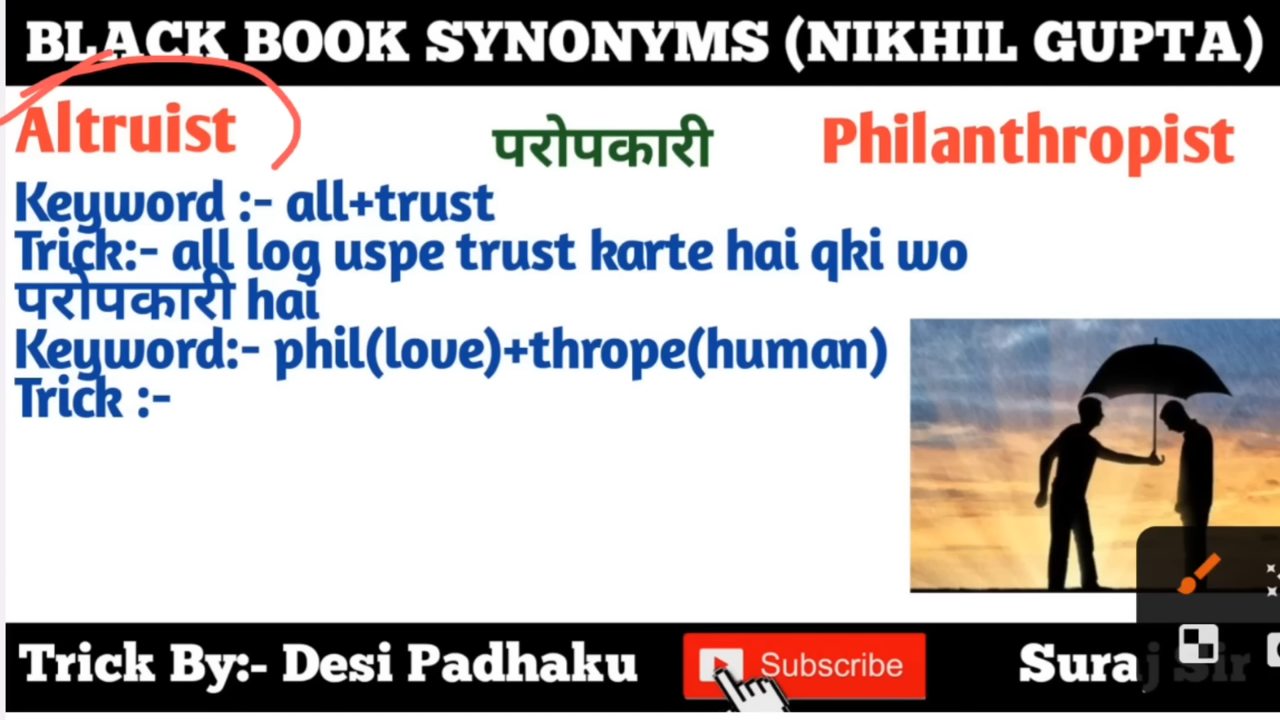 BLACK BOOK SYNONYMS (NIKHIL GUPTA)
Altruist परोपकारी Philanthropist
Keyword :- all+trust
Trick:- all log uspe trust karte hai qki wo
परोपकारी hai
Keyword:- phil(love)+thrope(human)
Trick :-
Trick By:- Desi Padhaku Subscribe Suraj Sir